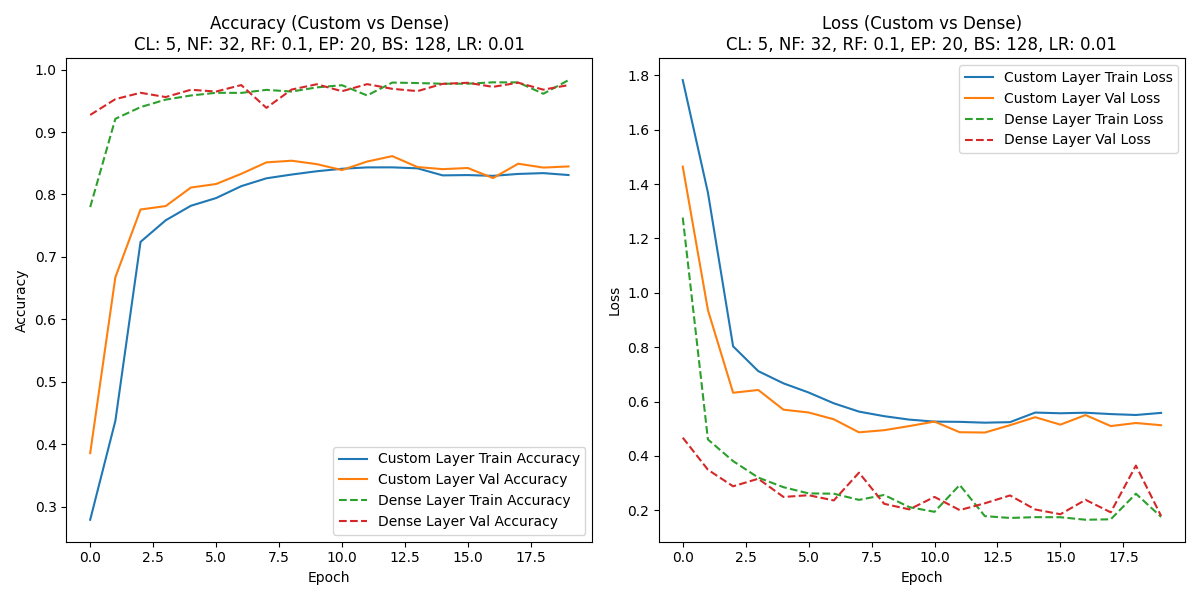 Accuracy (Custom vs Dense)
CL: 5, NF: 32, RF: 0.1, EP: 20, BS: 128, LR: 0.01
1.0
0.9
0.8
0.7
0.6
0.5
0.4
0.3
Accuracy
Custom Layer Train Accuracy
Custom Layer Val Accuracy
Dense Layer Train Accuracy
Dense Layer Val Accuracy
0.0 2.5 5.0 7.5 10.0 12.5 15.0 17.5
Epoch
Loss (Custom vs Dense)
CL: 5, NF: 32, RF: 0.1, EP: 20, BS: 128, LR: 0.01
Custom Layer Train Loss
Custom Layer Val Loss
Dense Layer Train Loss
Dense Layer Val Loss
1.8
1.6
1.4
1.2
1.0
0.8
0.6
0.4
0.2
Loss
0.0 2.5 5.0 7.5 10.0 12.5 15.0 17.5
Epoch